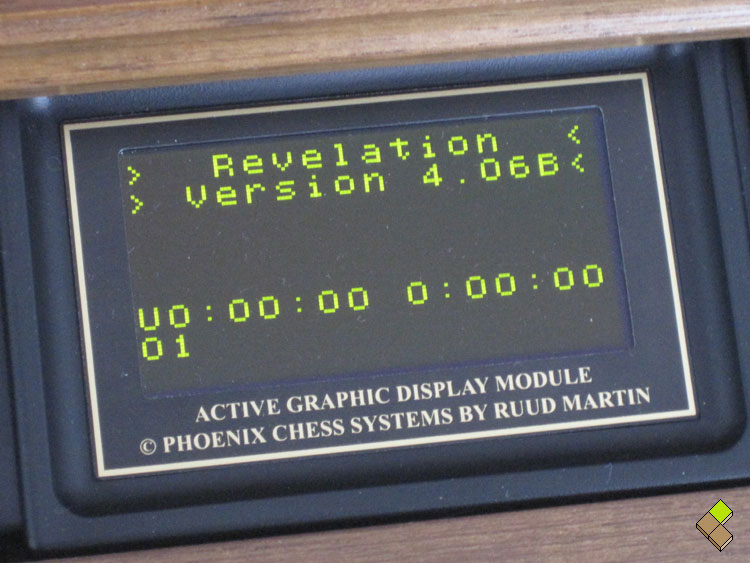 > Revelation <
> Version 4.06B<
U0:00:00 0:00:00
01
ACTIVE GRAPHIC DISPLAY MODULE
© PHOENIX CHESS SYSTEMS BY RUUD MARTIN